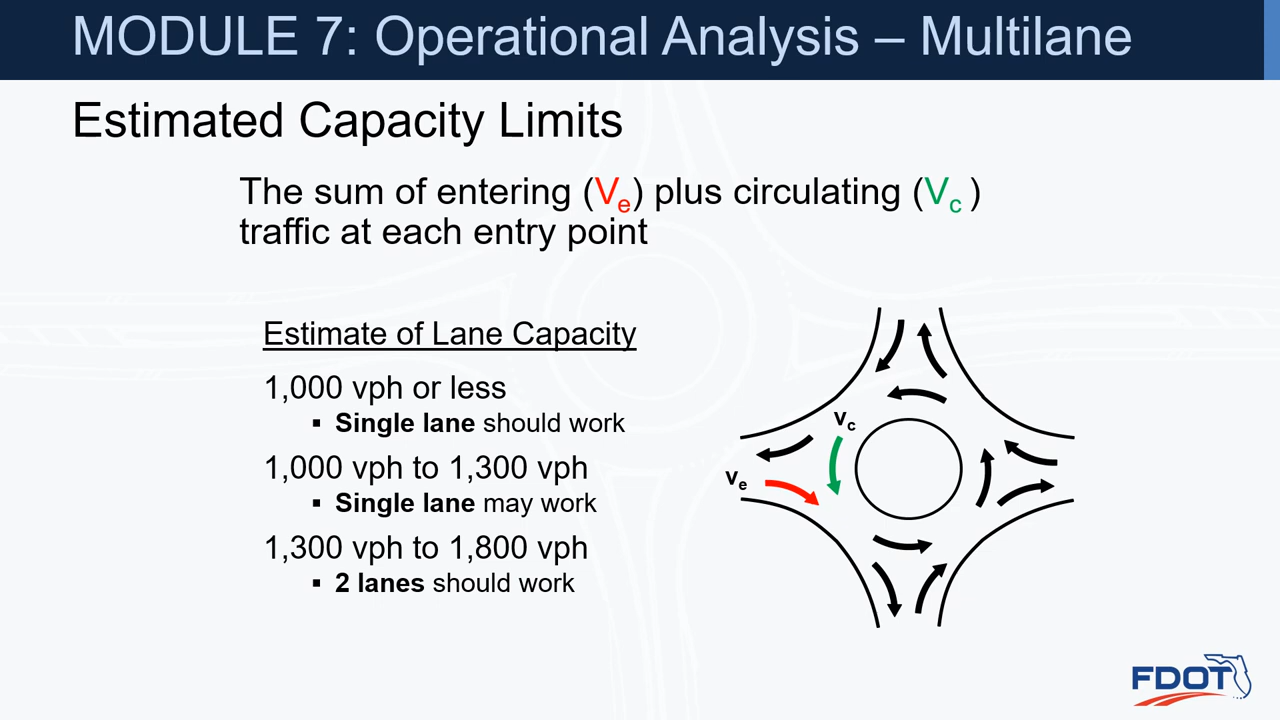 MODULE 7: Operational Analysis – Multilane
Estimated Capacity Limits
The sum of entering (Ve) plus circulating (Vc )
traffic at each entry point
Estimate of Lane Capacity
1,000 vph or less
▪ Single lane should work
1,000 vph to 1,300 vph
▪ Single lane may work
1,300 vph to 1,800 vph
▪ 2 lanes should work
vc
ve
FDOT